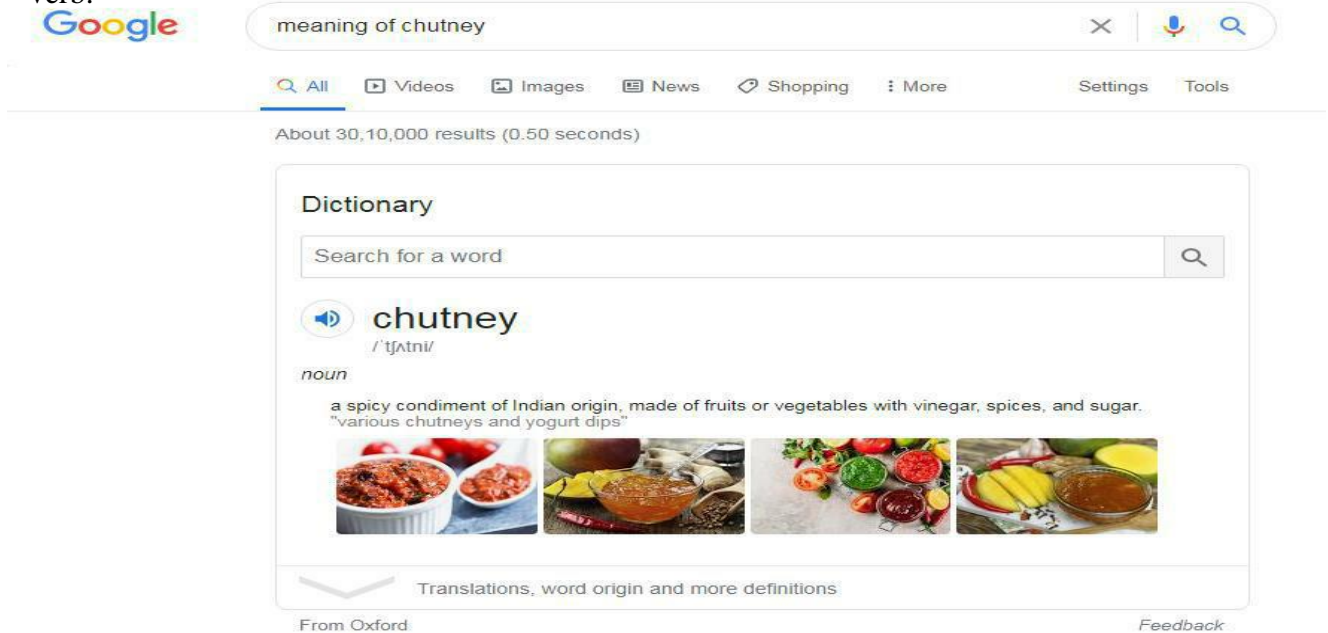 verb.
Google meaning of chutney
All Videos Images News Shopping More Settings Tools
About 30,10,000 results (0.50 seconds)
Dictionary
Search for a word
chutney
/ˈtʃʌtni/
noun
a spicy condiment of Indian origin, made of fruits or vegetables with vinegar, spices, and sugar.
"various chutneys and yogurt dips"
Translations, word origin and more definitions
From Oxford Feedback